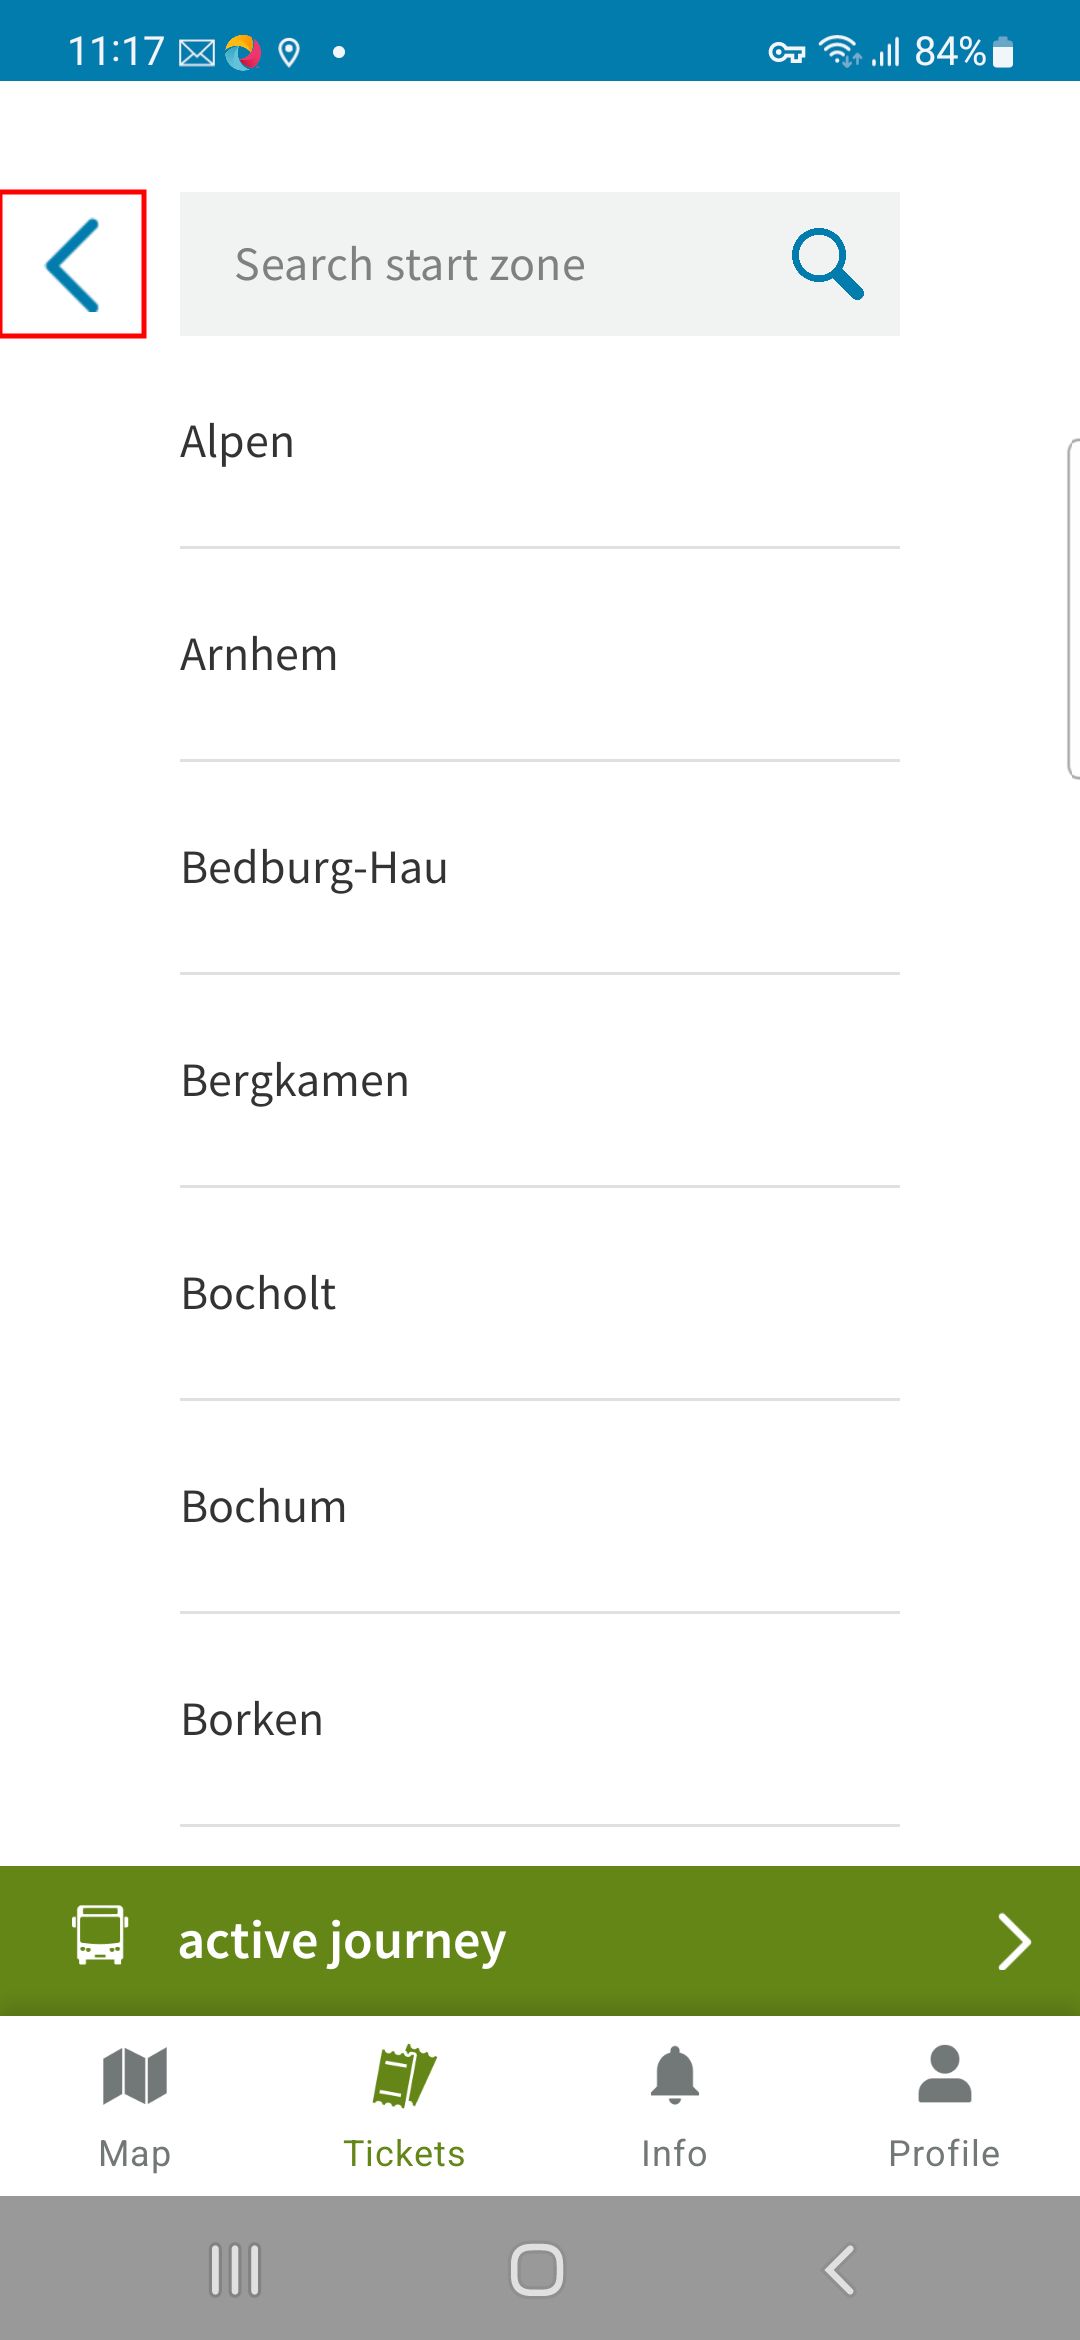 11:17
84%
Search start zone
Alpen
Arnhem
Bedburg-Hau
Bergkamen
Bocholt
Bochum
Borken
active journey
Map Tickets Info Profile